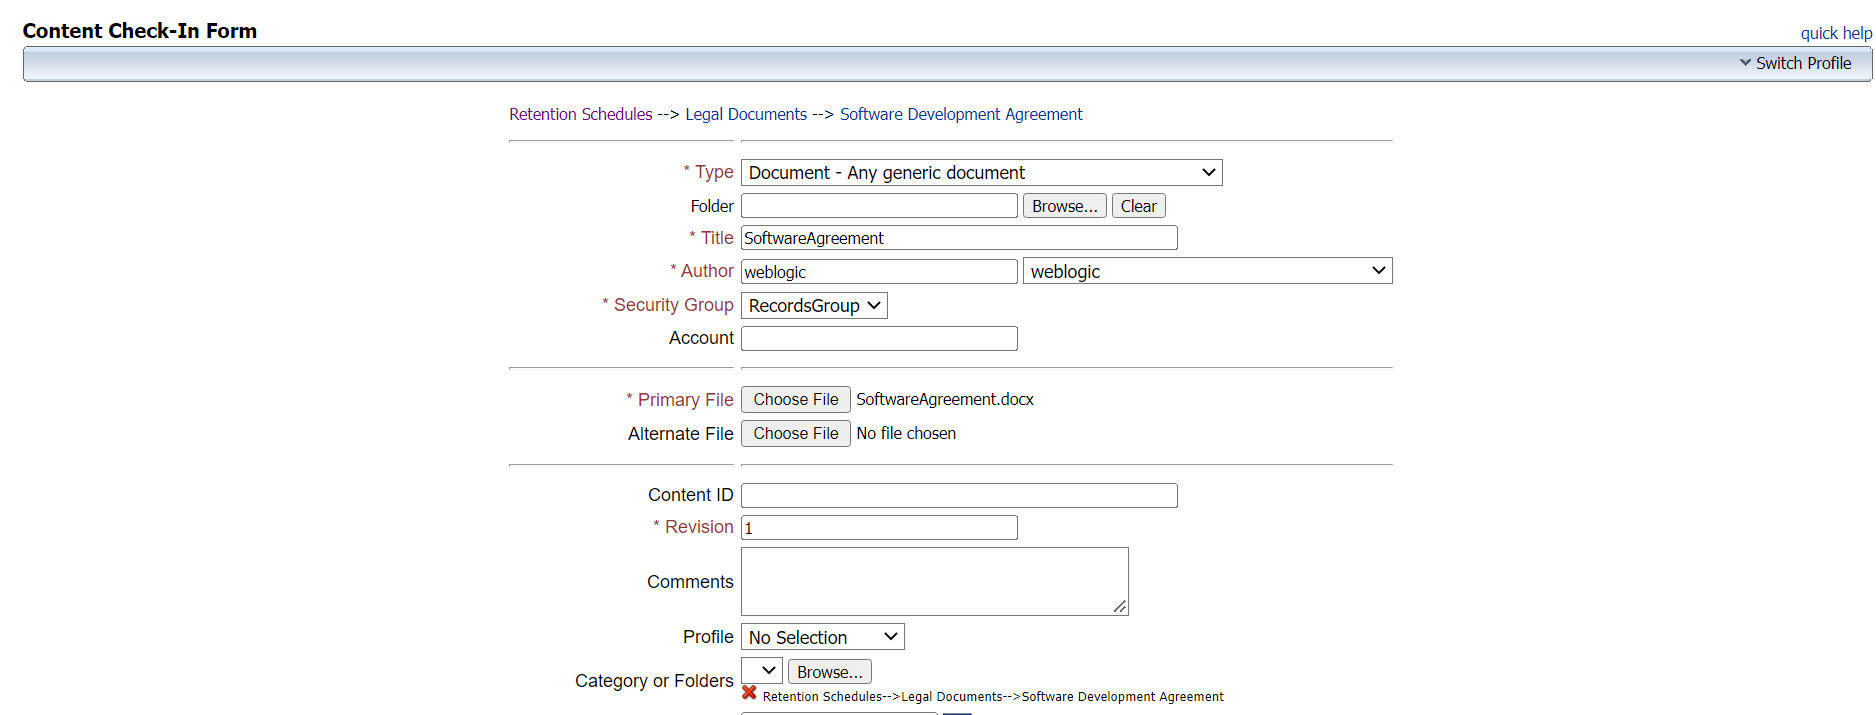 Content Check-In Form
quick help
Switch Profile
Retention Schedules --> Legal Documents --> Software Development Agreement
* Type Document - Any generic document
Folder Browse... Clear
* Title SoftwareAgreement
* Author weblogic weblogic
* Security Group RecordsGroup
Account
* Primary File Choose File SoftwareAgreement.docx
Alternate File Choose File No file chosen
Content ID
* Revision 1
Comments
Profile No Selection
Category or Folders Browse...
Retention Schedules-->Legal Documents-->Software Development Agreement